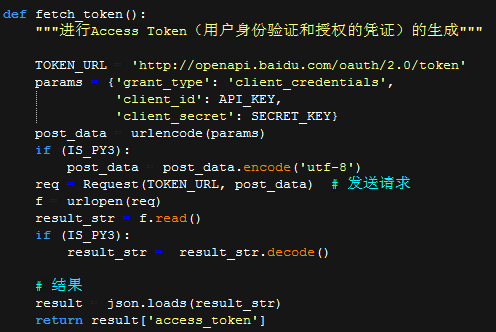 def fetch_token():
    """进行Access Token（用户身份验证和授权的凭证）的生成"""
    TOKEN_URL = 'http://openapi.baidu.com/oauth/2.0/token'
    params = {'grant_type': 'client_credentials',
              'client_id': API_KEY,
              'client_secret': SECRET_KEY}
    post_data = urlencode(params)
    if (IS_PY3):
        post_data = post_data.encode('utf-8')
    req = Request(TOKEN_URL, post_data)  # 发送请求
    f = urlopen(req)
    result_str = f.read()
    if (IS_PY3):
        result_str =  result_str.decode()
    # 结果
    result = json.loads(result_str)
    return result['access_token']